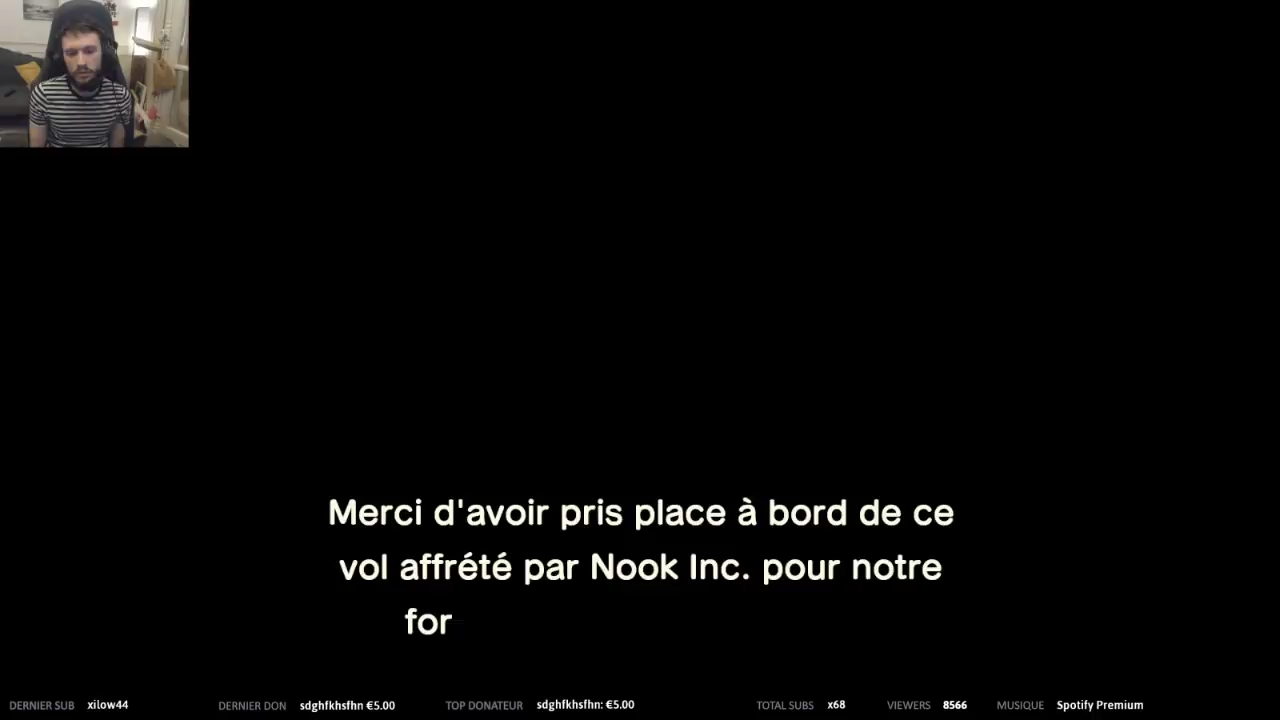 Merci d'avoir pris place à bord de ce
vol affrété par Nook Inc. pour notre
for
DERNIER SUB xilow44 DERNIER DON sdghfkhsfhn €5.00 TOP DONATEUR sdghfkhsfhn: €5.00 TOTAL SUBS x68 VIEWERS 8566 MUSIQUE Spotify Premium